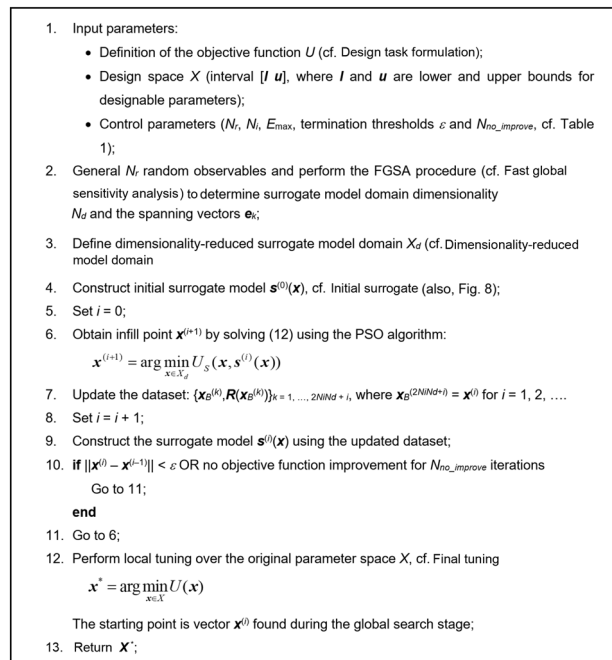 1. Input parameters:
• Definition of the objective function U (cf. Design task formulation);
• Design space X (interval [l u], where l and u are lower and upper bounds for
designable parameters);
• Control parameters (Nr, Ni, Emax, termination thresholds ε and Nno_improve, cf. Table
1);
2. General Nr random observables and perform the FGSA procedure (cf. Fast global
sensitivity analysis) to determine surrogate model domain dimensionality
Nd and the spanning vectors ek;
3. Define dimensionality-reduced surrogate model domain Xd (cf. Dimensionality-reduced
model domain
4. Construct initial surrogate model s(0)(x), cf. Initial surrogate (also, Fig. 8);
5. Set i = 0;
6. Obtain infill point x(i+1) by solving (12) using the PSO algorithm:
x(i+1) = arg min x∈Xd US(x, s(i)(x))
7. Update the dataset: {xB(k),R(xB(k))}k = 1, …, 2NiNd + i, where xB(2NiNd+i) = x(i) for i = 1, 2, ….
8. Set i = i + 1;
9. Construct the surrogate model s(i)(x) using the updated dataset;
10. if ||x(i) – x(i–1)|| < ε OR no objective function improvement for Nno_improve iterations
Go to 11;
end
11. Go to 6;
12. Perform local tuning over the original parameter space X, cf. Final tuning
x* = arg min x∈X U(x)
The starting point is vector x(i) found during the global search stage;
13. Return X*;